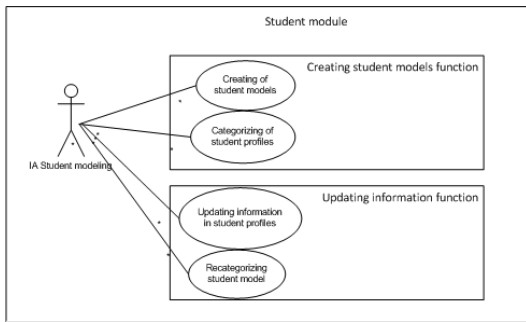 Student module
Creating student models function
Creating of
student models
Categorizing of
student profiles
IA Student modeling
Updating information function
Updating information
in student profiles
Recategorizing
student model